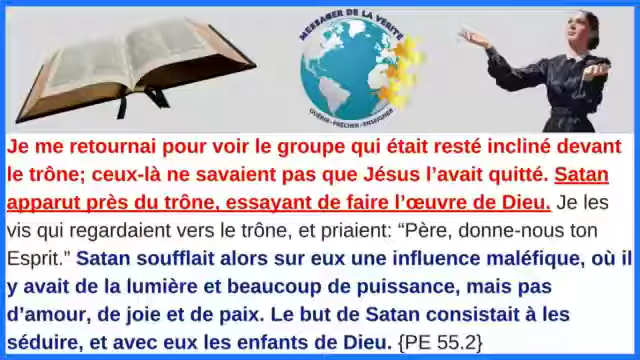 MESSAGER DE LA VERITE
GUÉRIR - PRÊCHER - ENSEIGNER
Je me retournai pour voir le groupe qui était resté incliné devant
le trône; ceux-là ne savaient pas que Jésus l’avait quitté. Satan
apparut près du trône, essayant de faire l’œuvre de Dieu. Je les
vis qui regardaient vers le trône, et priaient: “Père, donne-nous ton
Esprit.” Satan soufflait alors sur eux une influence maléfique, où il
y avait de la lumière et beaucoup de puissance, mais pas
d’amour, de joie et de paix. Le but de Satan consistait à les
séduire, et avec eux les enfants de Dieu. {PE 55.2}